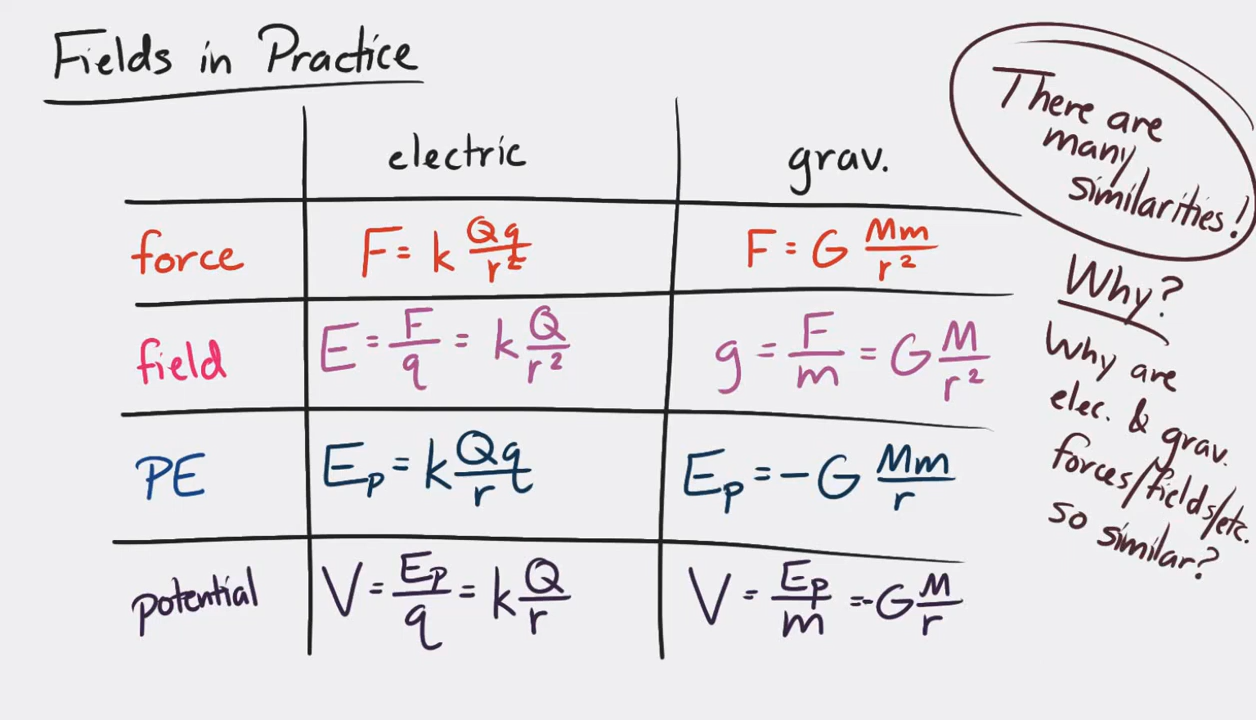 Fields in Practice
electric grav.
force F = k Qq/r² F = G Mm/r²
field E = F/q = k Q/r² g = F/m = G M/r²
PE Eₚ = k Qq/r Eₚ = -G Mm/r
potential V = Eₚ/q = k Q/r V = Eₚ/m = -G M/r
There are
many
similarities!
Why?
Why are
elec. & grav.
forces/fields/etc.
so similar?